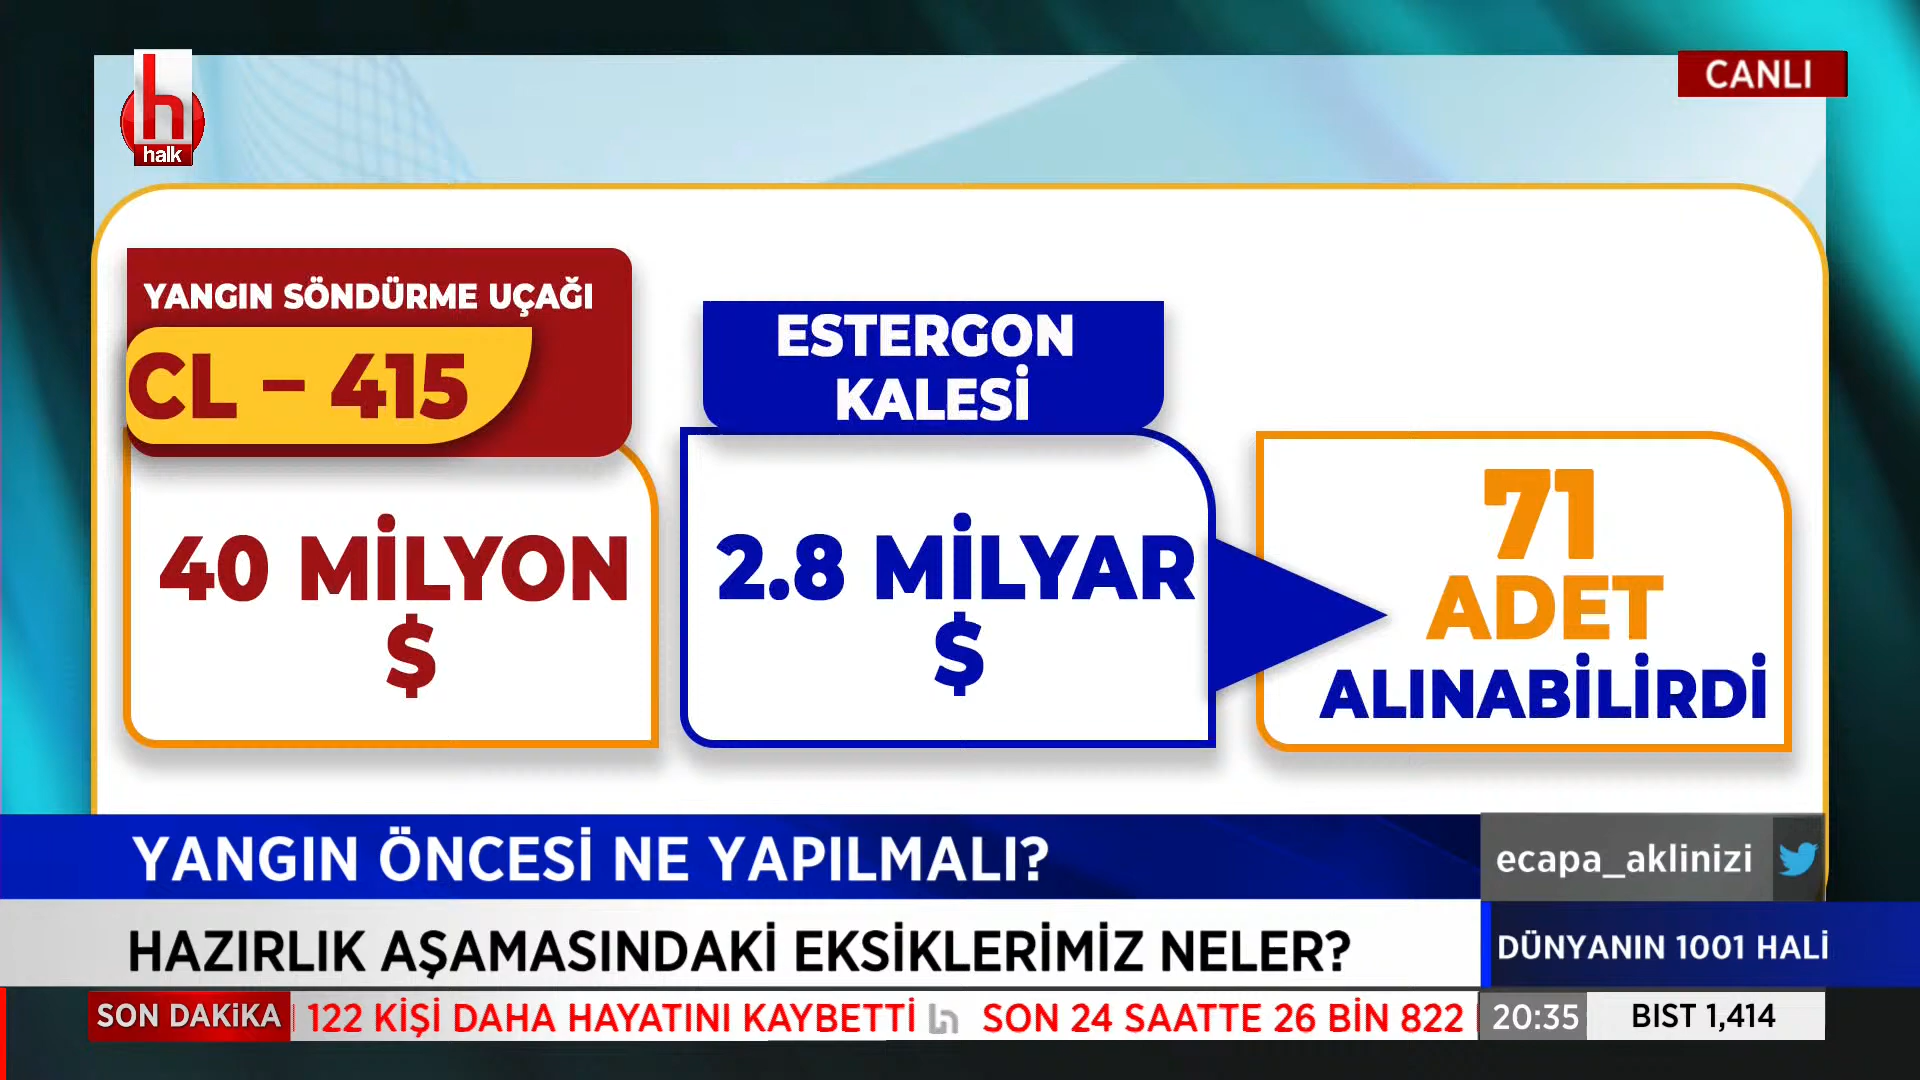 h
halk
CANLI
YANGIN SÖNDÜRME UÇAĞI
CL – 415
40 MİLYON
$
ESTERGON
KALESİ
2.8 MİLYAR
$
71
ADET
ALINABİLİRDİ
YANGIN ÖNCESİ NE YAPILMALI?
ecapa_aklinizi
HAZIRLIK AŞAMASINDAKİ EKSİKLERİMİZ NELER?
DÜNYANIN 1001 HALİ
SON DAKiKA 122 KİŞİ DAHA HAYATINI KAYBETTİ h SON 24 SAATTE 26 BİN 822 20:35 BIST 1,414